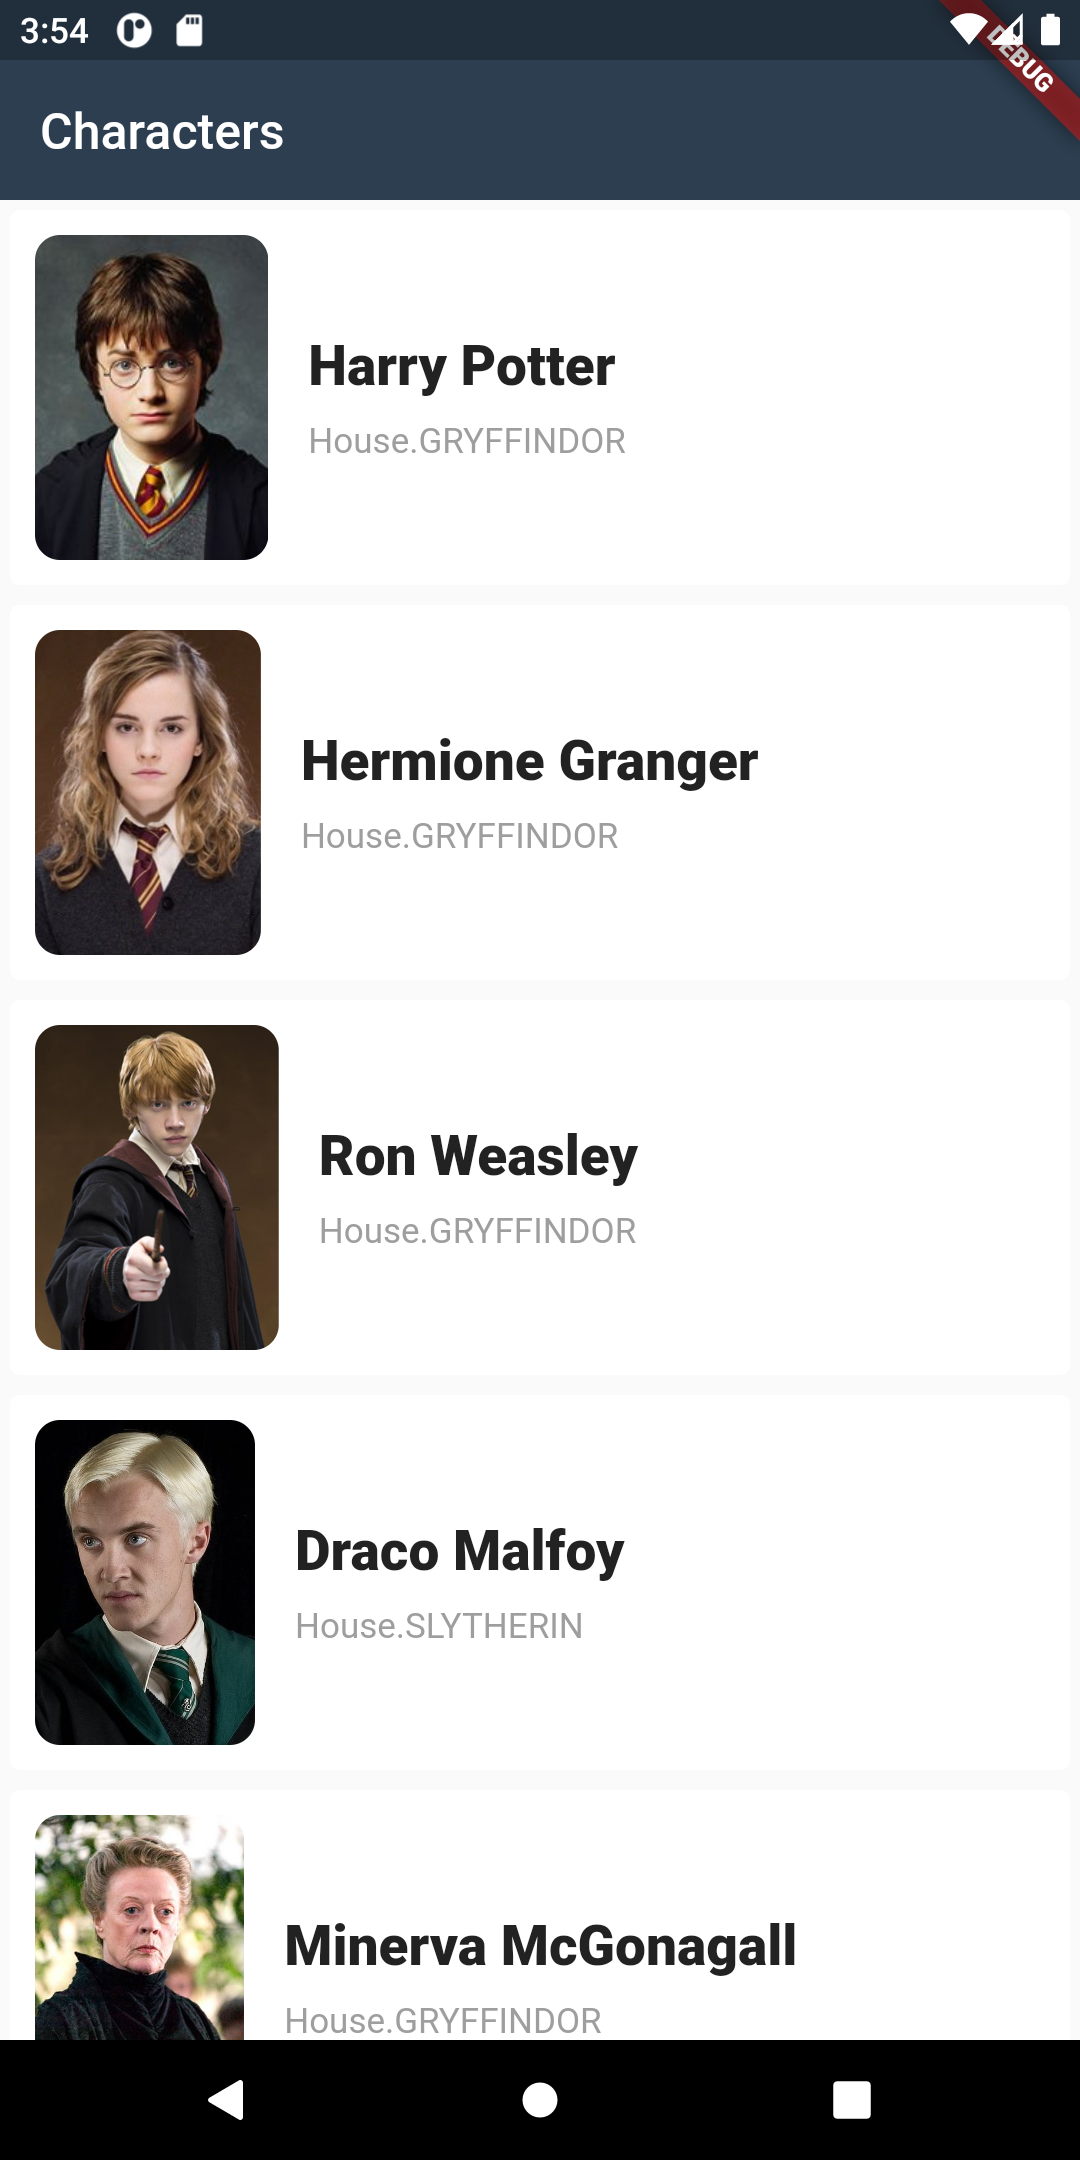 3:54
DEBUG
Characters
Harry Potter
House.GRYFFINDOR
Hermione Granger
House.GRYFFINDOR
Ron Weasley
House.GRYFFINDOR
Draco Malfoy
House.SLYTHERIN
Minerva McGonagall
House.GRYFFINDOR